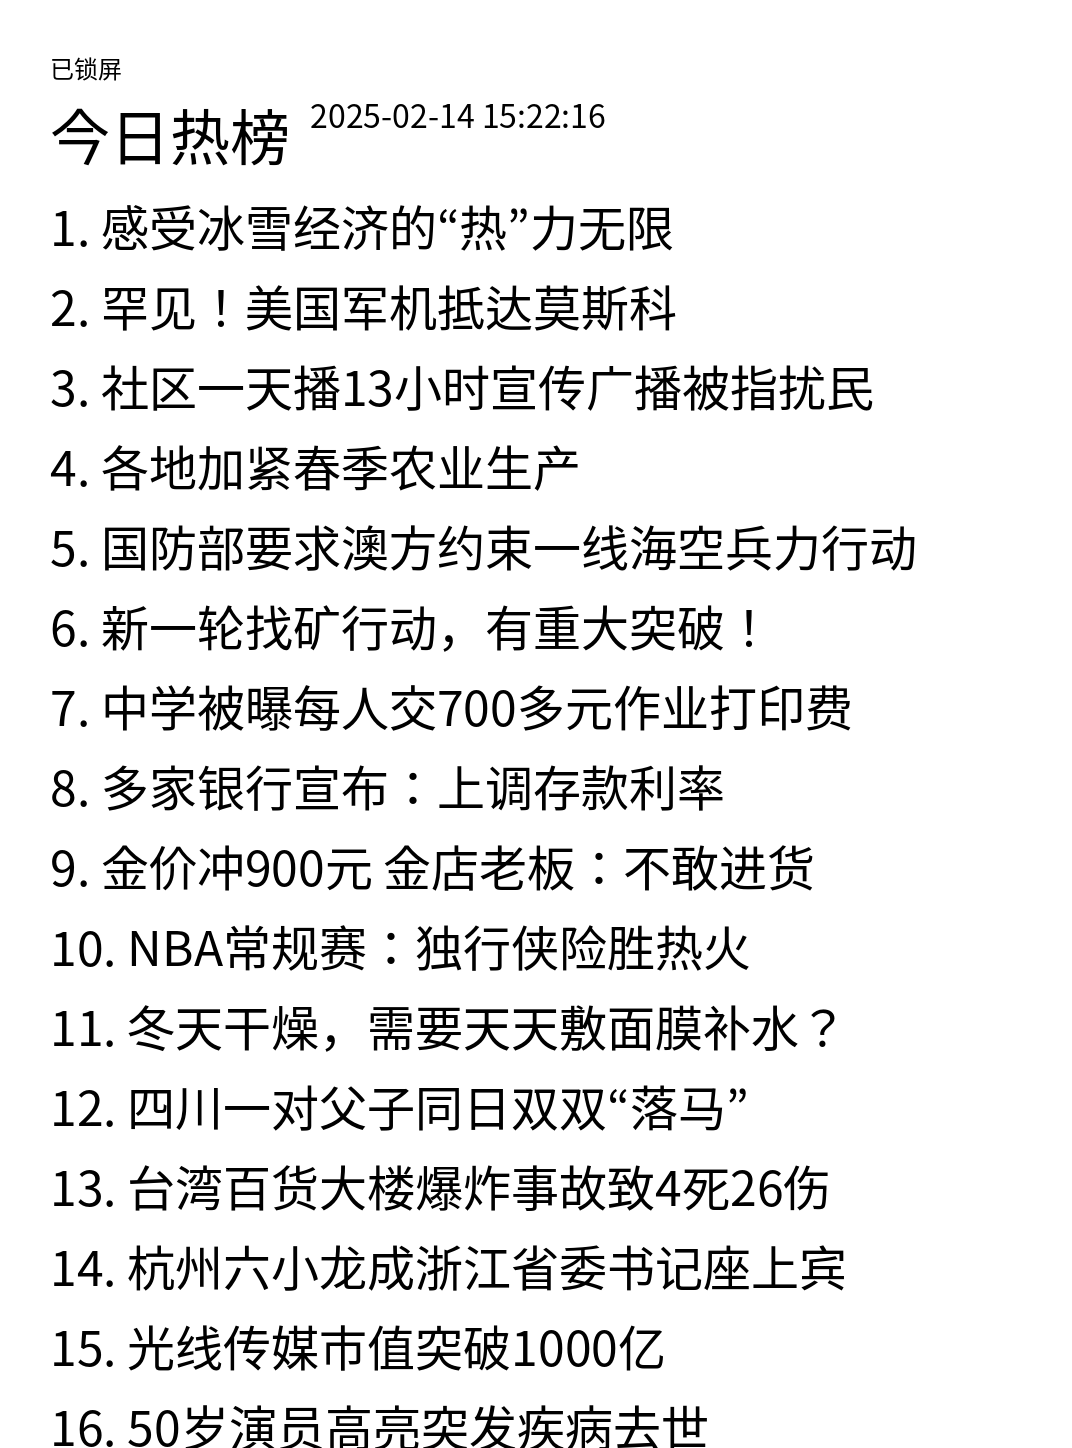 已锁屏
今日热榜 2025-02-14 15:22:16
1. 感受冰雪经济的“热”力无限
2. 罕见！美国军机抵达莫斯科
3. 社区一天播13小时宣传广播被指扰民
4. 各地加紧春季农业生产
5. 国防部要求澳方约束一线海空兵力行动
6. 新一轮找矿行动，有重大突破！
7. 中学被曝每人交700多元作业打印费
8. 多家银行宣布：上调存款利率
9. 金价冲900元 金店老板：不敢进货
10. NBA常规赛：独行侠险胜热火
11. 冬天干燥，需要天天敷面膜补水？
12. 四川一对父子同日双双“落马”
13. 台湾百货大楼爆炸事故致4死26伤
14. 杭州六小龙成浙江省委书记座上宾
15. 光线传媒市值突破1000亿
16. 50岁演员高亮突发疾病去世